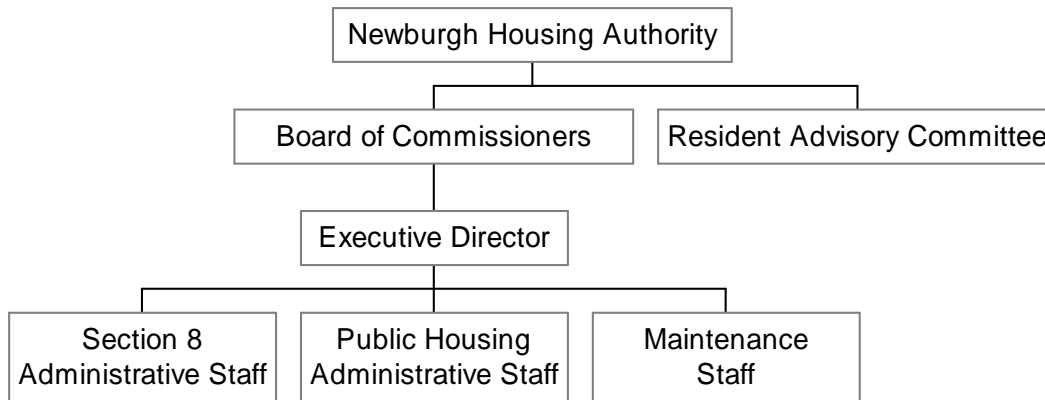 Newburgh Housing Authority
Board of Commissioners
Resident Advisory Committee
Executive Director
Section 8
Administrative Staff
Public Housing
Administrative Staff
Maintenance
Staff